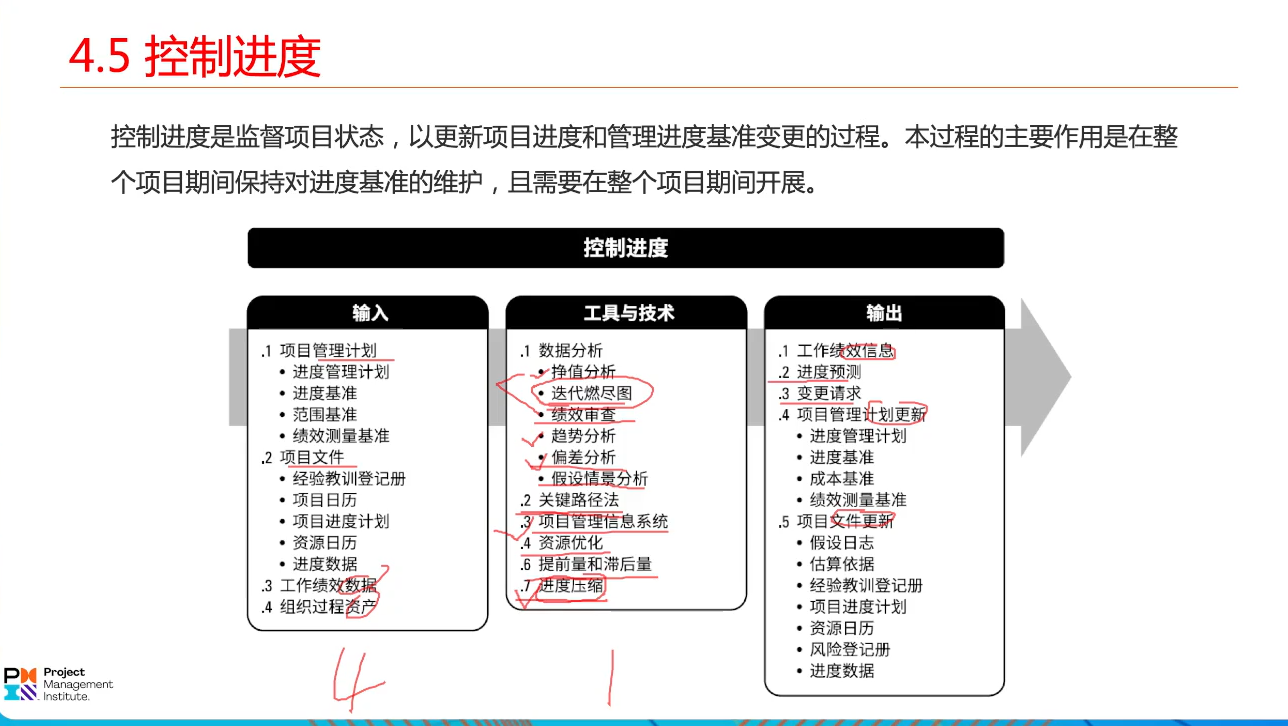 4.5 控制进度
控制进度是监督项目状态，以更新项目进度和管理进度基准变更的过程。本过程的主要作用是在整
个项目期间保持对进度基准的维护，且需要在整个项目期间开展。
控制进度
输入
.1 项目管理计划
• 进度管理计划
• 进度基准
• 范围基准
• 绩效测量基准
.2 项目文件
• 经验教训登记册
• 项目日历
• 项目进度计划
• 资源日历
• 进度数据
.3 工作绩效数据
.4 组织过程资产
4
工具与技术
.1 数据分析
• 挣值分析
• 迭代燃尽图
• 绩效审查
• 趋势分析
• 偏差分析
• 假设情景分析
.2 关键路径法
.3 项目管理信息系统
.4 资源优化
.6 提前量和滞后量
.7 进度压缩
1
输出
.1 工作绩效信息
.2 进度预测
.3 变更请求
.4 项目管理计划更新
• 进度管理计划
• 进度基准
• 成本基准
• 绩效测量基准
.5 项目文件更新
• 假设日志
• 估算依据
• 经验教训登记册
• 项目进度计划
• 资源日历
• 风险登记册
• 进度数据
Project
Management
Institute.